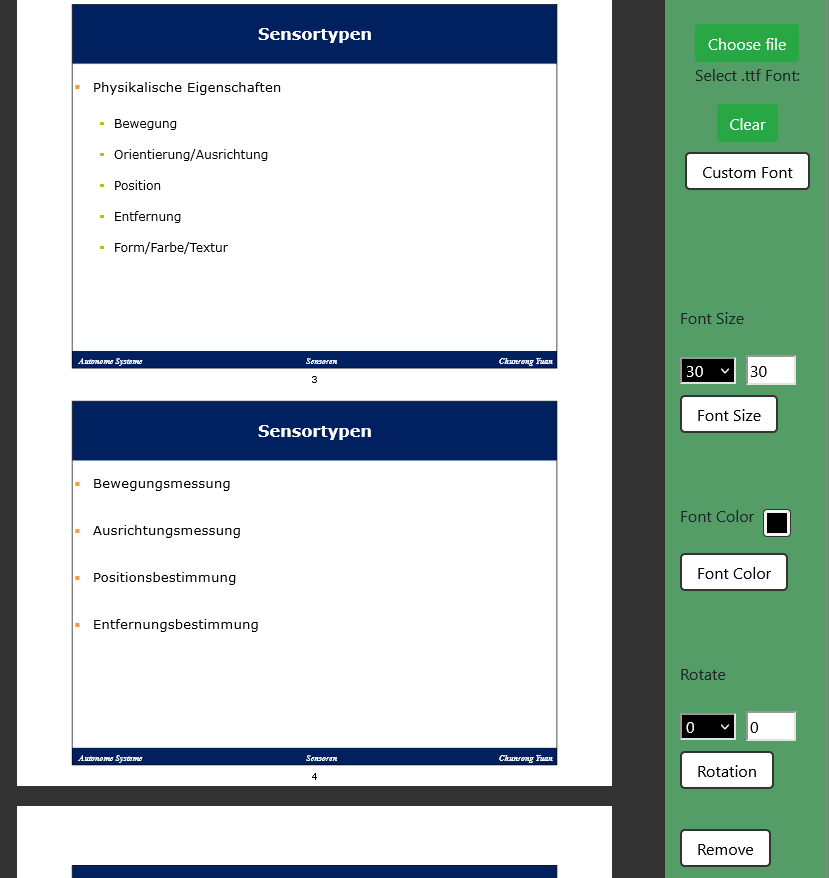 Sensortypen
Physikalische Eigenschaften
Bewegung
Orientierung/Ausrichtung
Position
Entfernung
Form/Farbe/Textur
Autonome Systeme Sensoren Chunrong Yuan
3
Sensortypen
Bewegungsmessung
Ausrichtungsmessung
Positionsbestimmung
Entfernungsbestimmung
Autonome Systeme Sensoren Chunrong Yuan
4
Choose file
Select .ttf Font:
Clear
Custom Font
Font Size
30 30
Font Size
Font Color
Font Color
Rotate
0 0
Rotation
Remove